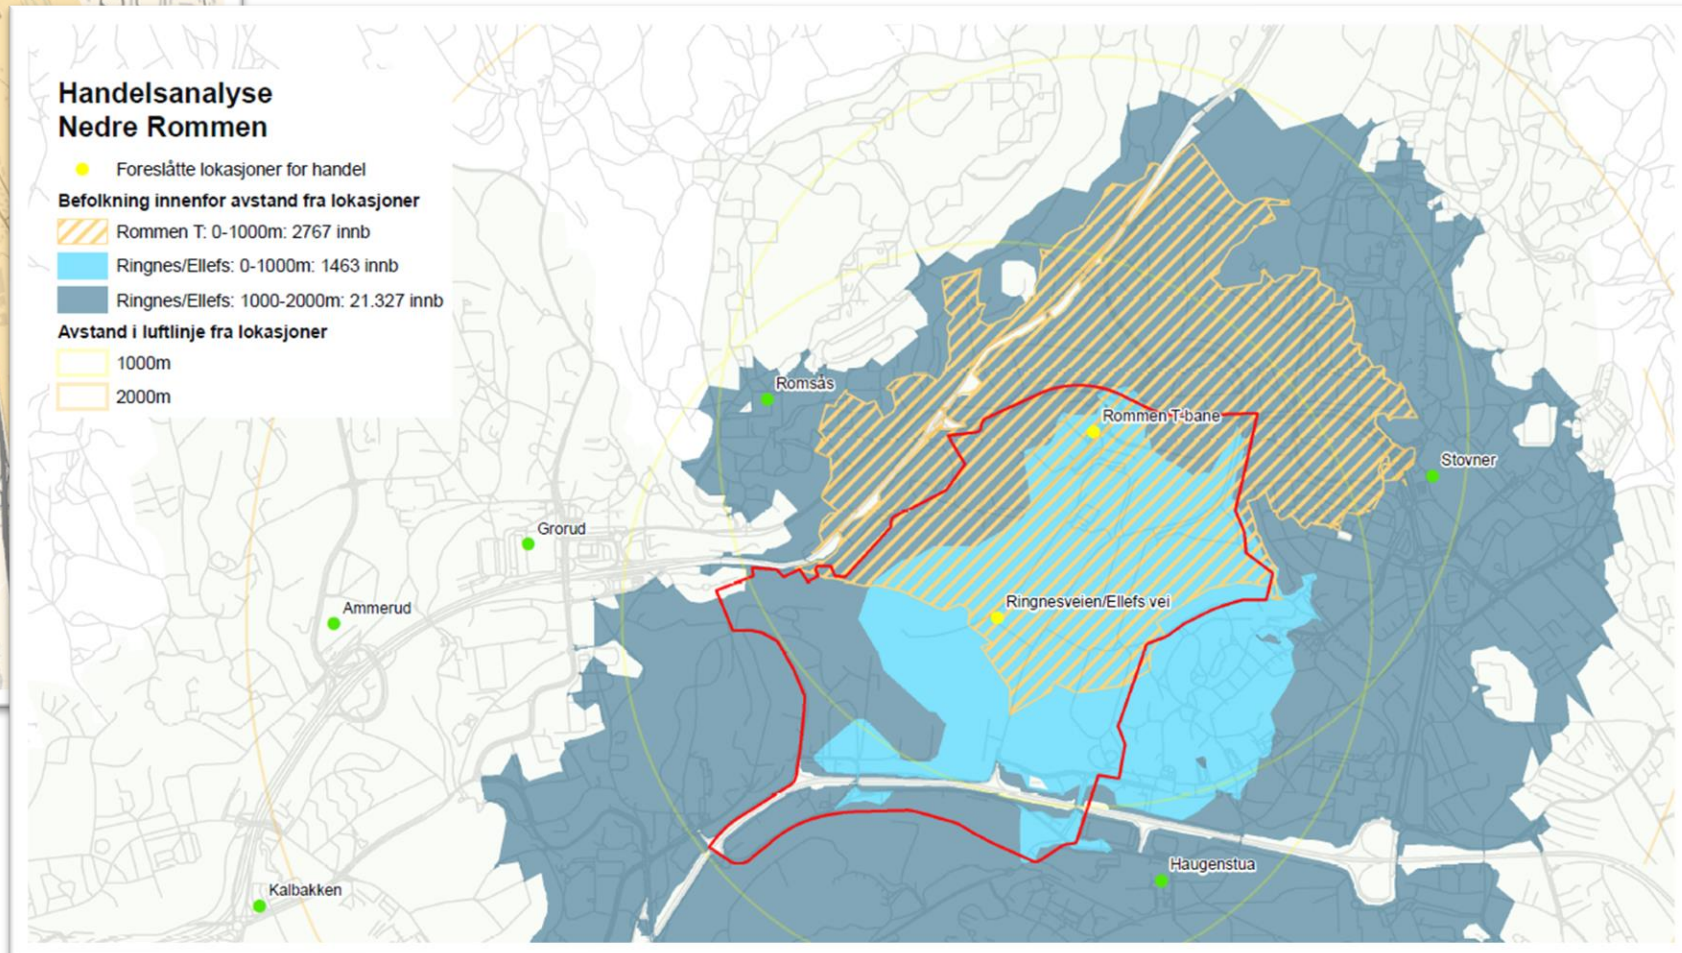 Handelsanalyse
Nedre Rommen
Foreslåtte lokasjoner for handel
Befolkning innenfor avstand fra lokasjoner
Rommen T: 0-1000m: 2767 innb
Ringnes/Ellefs: 0-1000m: 1463 innb
Ringnes/Ellefs: 1000-2000m: 21.327 innb
Avstand i luftlinje fra lokasjoner
1000m
2000m
Romsås
Rommen T-bane
Stovner
Grorud
Ringnesveien/Ellefs vei
Ammerud
Haugenstua
Kalbakken